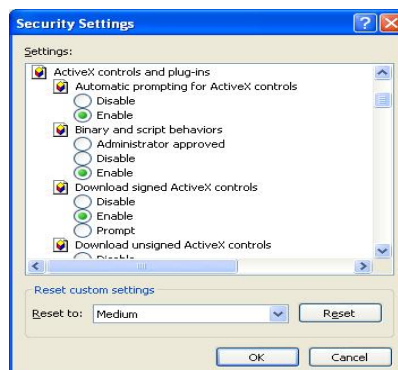 Security Settings
Settings:
ActiveX controls and plug-ins
Automatic prompting for ActiveX controls
Disable
Enable
Binary and script behaviors
Administrator approved
Disable
Enable
Download signed ActiveX controls
Disable
Enable
Prompt
Download unsigned ActiveX controls
Disable
Reset custom settings
Reset to: Medium Reset
OK Cancel